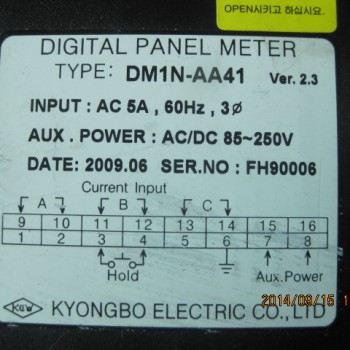 OPEN시키고 하십시오.
DIGITAL PANEL METER
TYPE: DM1N-AA41 Ver. 2.3
INPUT : AC 5A , 60Hz , 3ø
AUX. POWER : AC/DC 85~250V
DATE: 2009.06 SER.NO : FH90006
Current Input
A B C
9 10 11 12 13 14 15 16
1 2 3 4 5 6 7 8
Hold Aux.Power
KYONGBO ELECTRIC CO., LTD
2014/09/15 1